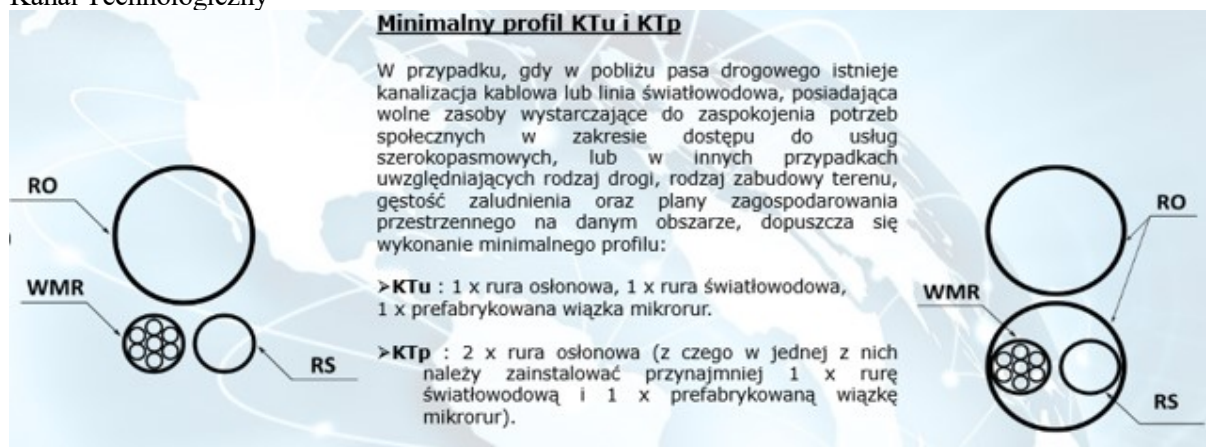 Kanał Technologiczny
Minimalny profil KTu i KTp
W przypadku, gdy w pobliżu pasa drogowego istnieje
kanalizacja kablowa lub linia światłowodowa, posiadająca
wolne zasoby wystarczające do zaspokojenia potrzeb
społecznych w zakresie dostępu do usług
szerokopasmowych, lub w innych przypadkach
uwzględniających rodzaj drogi, rodzaj zabudowy terenu,
gęstość zaludnienia oraz plany zagospodarowania
przestrzennego na danym obszarze, dopuszcza się
wykonanie minimalnego profilu:
➢KTu : 1 x rura osłonowa, 1 x rura światłowodowa,
1 x prefabrykowana wiązka mikrorur.
➢KTp : 2 x rura osłonowa (z czego w jednej z nich
należy zainstalować przynajmniej 1 x rurę
światłowodową i 1 x prefabrykowaną wiązkę
mikrorur).
RO
WMR
RS
RO
WMR
RS